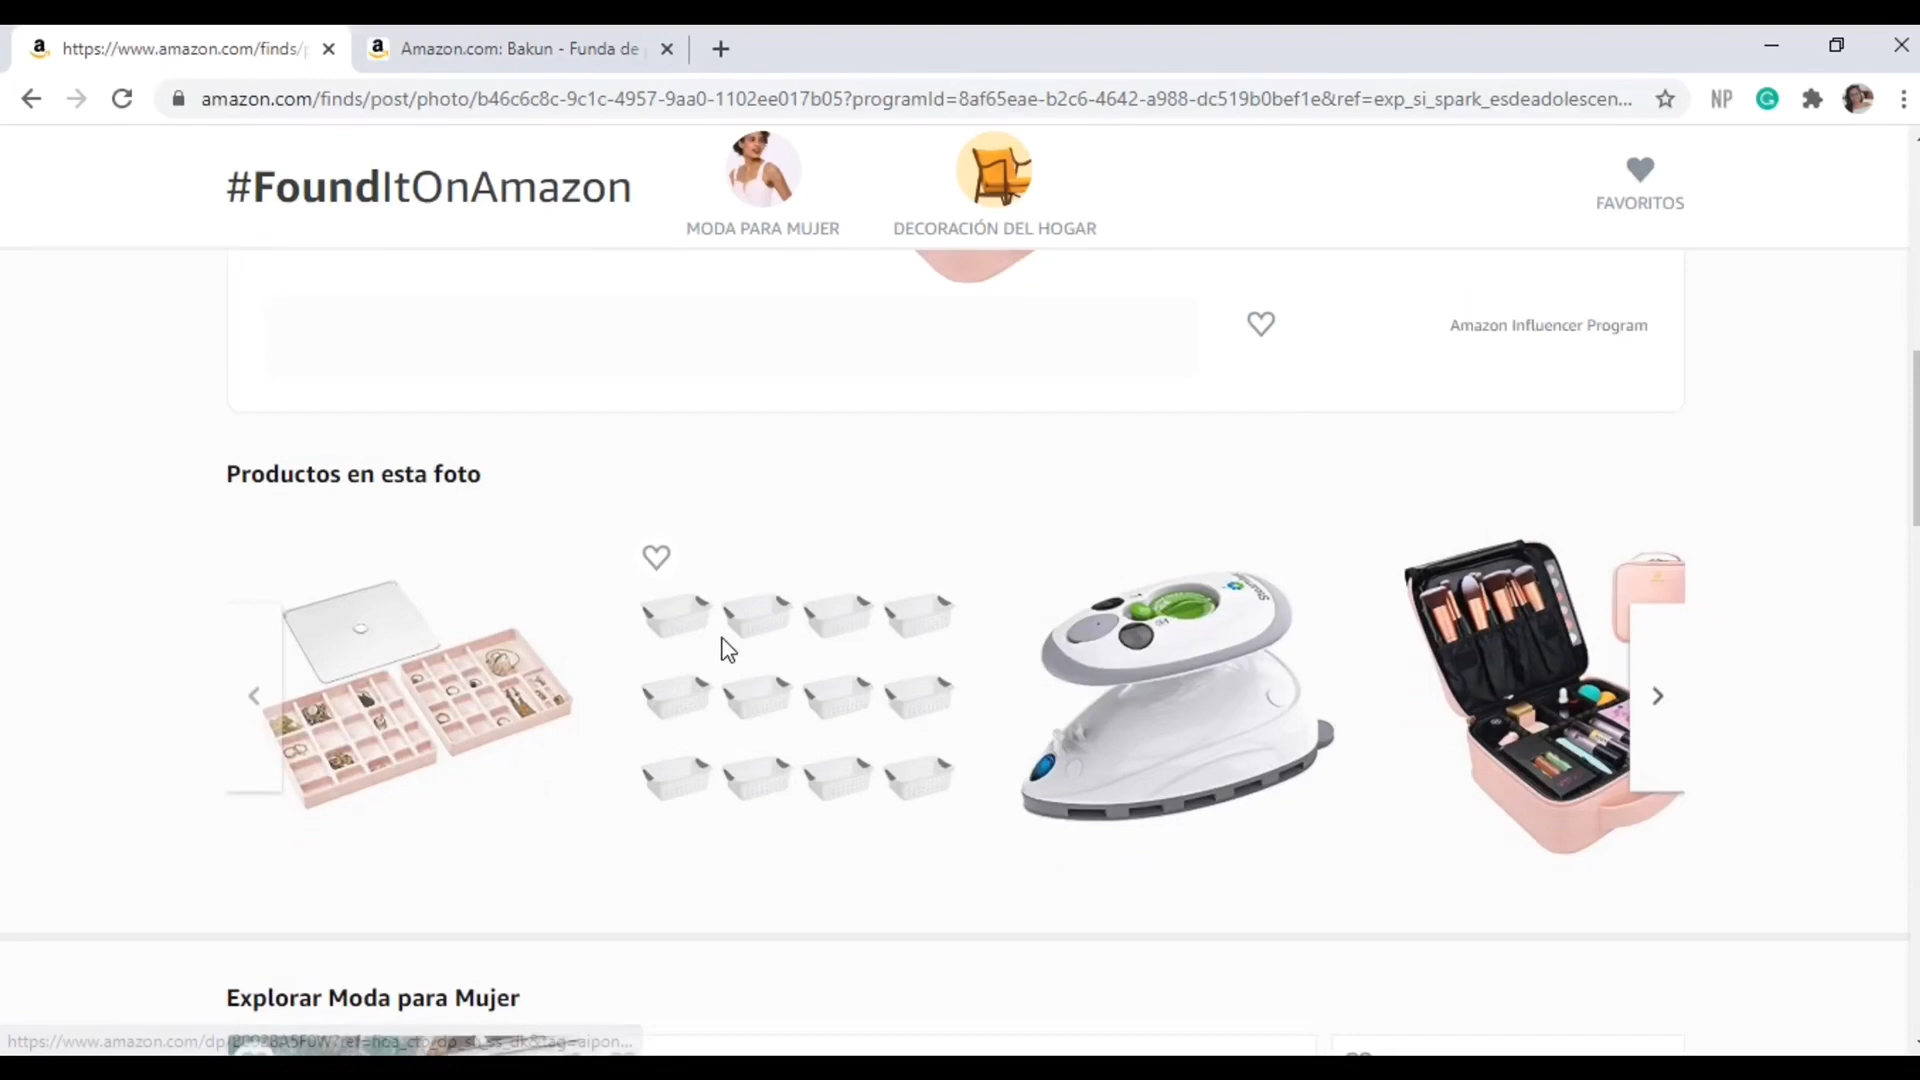 https://www.amazon.com/finds/p
Amazon.com: Bakun - Funda de
amazon.com/finds/post/photo/b46c6c8c-9c1c-4957-9aa0-1102ee017b05?programId=8af65eae-b2c6-4642-a988-dc519b0bef1e&ref=exp_si_spark_esdeadolescen...
NP
#FoundItOnAmazon
MODA PARA MUJER
DECORACIÓN DEL HOGAR
FAVORITOS
Amazon Influencer Program
Productos en esta foto
Explorar Moda para Mujer
https://www.amazon.com/dp/